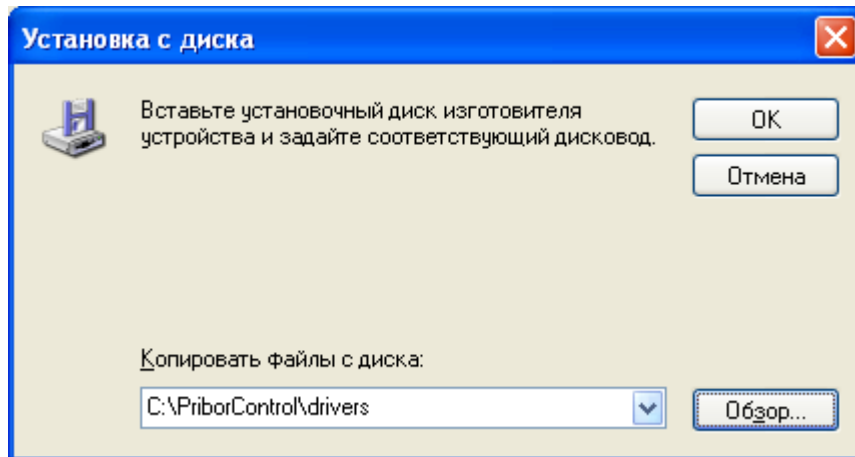 Установка с диска
Вставьте установочный диск изготовителя
устройства и задайте соответствующий дисковод.
OK
Отмена
Копировать файлы с диска:
C:\PriborControl\drivers
Обзор...